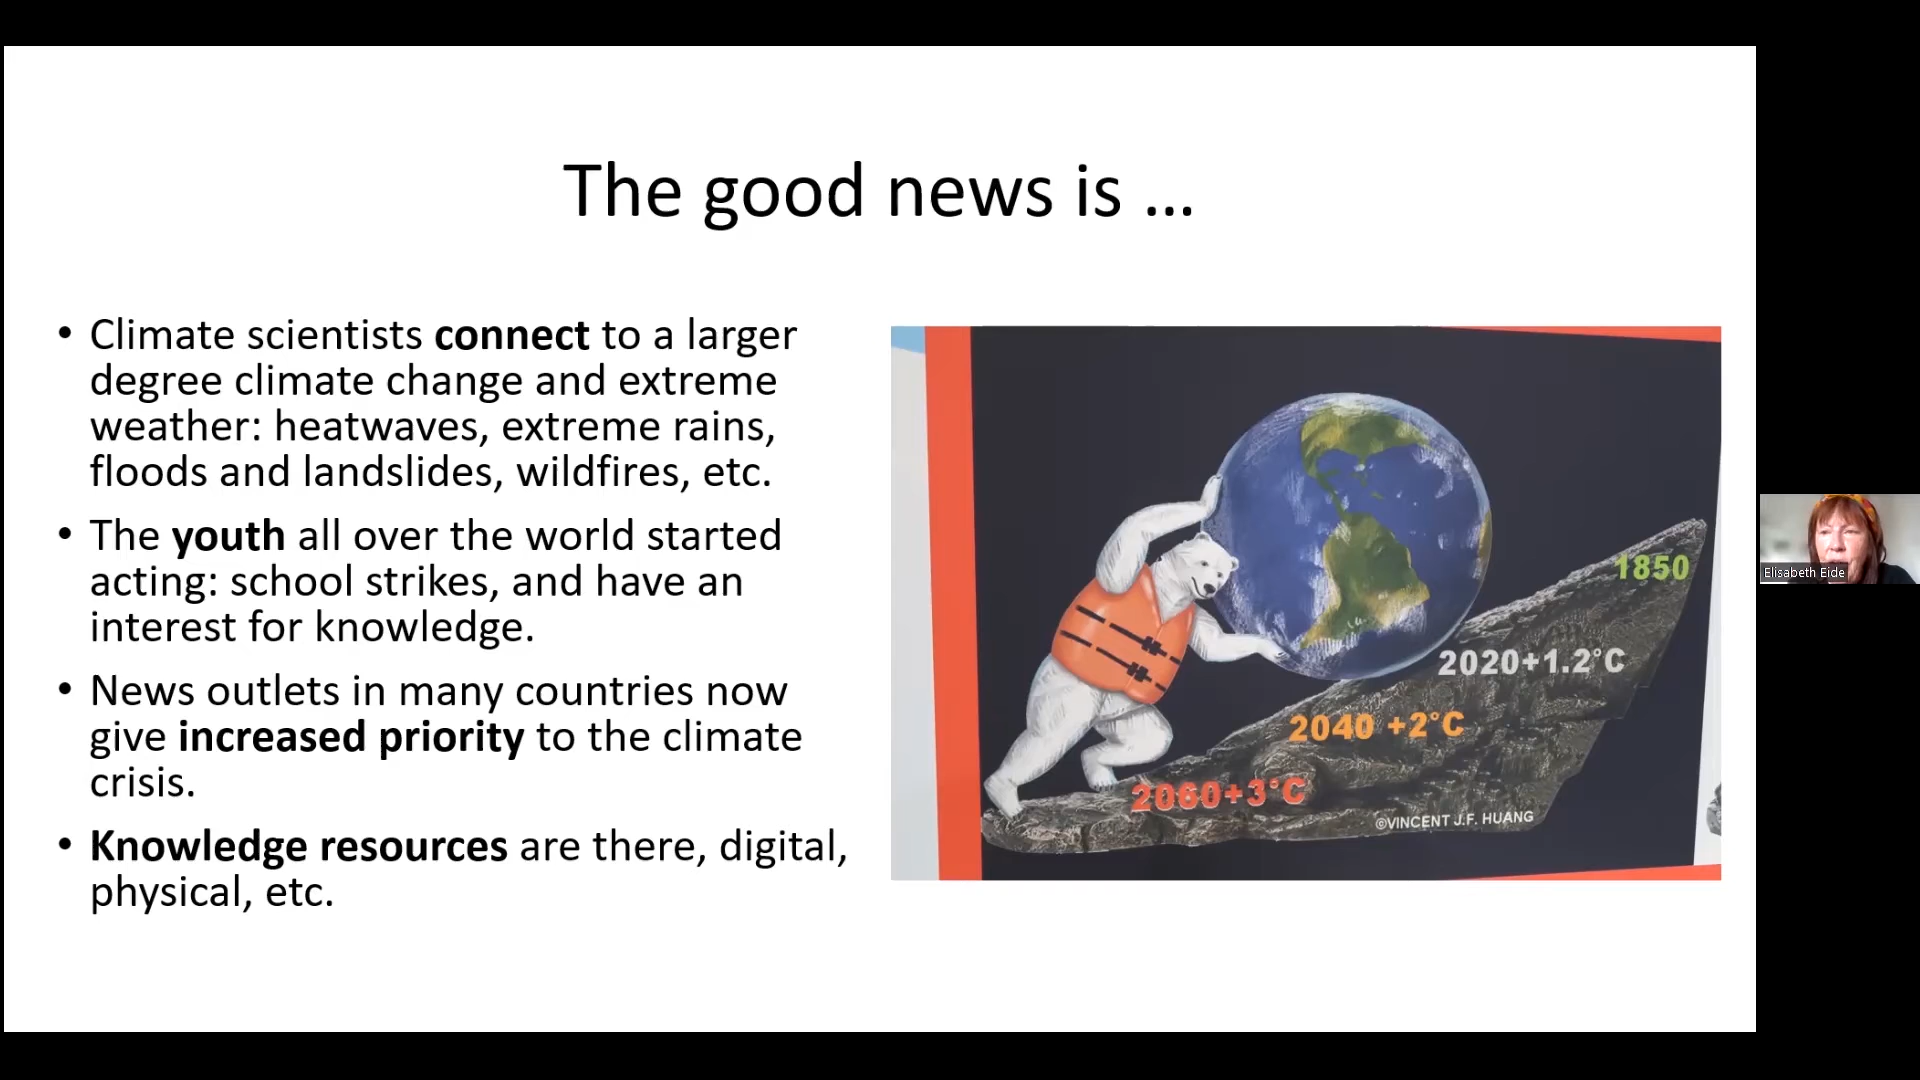 The good news is ...
• Climate scientists connect to a larger
degree climate change and extreme
weather: heatwaves, extreme rains,
floods and landslides, wildfires, etc.
• The youth all over the world started
acting: school strikes, and have an
interest for knowledge.
• News outlets in many countries now
give increased priority to the climate
crisis.
• Knowledge resources are there, digital,
physical, etc.
1850
2020+1.2°C
2040 +2°C
2060+3°C
©VINCENT J.F. HUANG
Elisabeth Eide